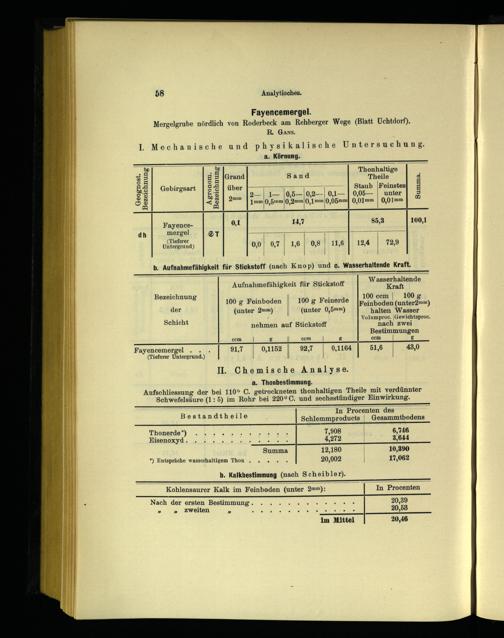 58 Analytisches.
Fayencemergel.
Mergelgrube nördlich von Roderbeck am Rehberger Wege (Blatt Uchtdorf).
R. Gans.
I. Mechanische und physikalische Untersuchung.
a. Körnung.
Geognost. Bezeichnung
Gebirgsart
Agronom. Bezeichnung
Grand über 2mm
Sand
2— 1mm
1— 0,5mm
0,5— 0,2mm
0,2— 0,1mm
0,1— 0,05mm
Thonhaltige Theile
Staub 0,05— 0,01mm
Feinstes unter 0,01mm
Summa.
dh
Fayence-
mergel
(Tieferer
Untergrund)
T
0,1 14,7 85,3 100,1
0,0 0,7 1,6 0,8 11,6 12,4 72,9
b. Aufnahmefähigkeit für Stickstoff (nach Knop) und c. Wasserhaltende Kraft.
Bezeichnung
der
Schicht
Aufnahmefähigkeit für Stickstoff
100 g Feinboden (unter 2mm)
100 g Feinerde (unter 0,5mm)
nehmen auf Stickstoff
ccm g ccm g
Wasserhaltende
Kraft
100 ccm 100 g
Feinboden (unter 2mm)
halten Wasser
Volumproc. Gewichtsproc.
nach zwei
Bestimmungen
ccm g
Fayencemergel . . . 91,7 0,1152 92,7 0,1164 51,6 43,0
(Tieferer Untergrund.)
II. Chemische Analyse.
a. Thonbestimmung.
Aufschliessung der bei 110° C. getrockneten thonhaltigen Theile mit verdünnter
Schwefelsäure (1:5) im Rohr bei 220° C. und sechsstündiger Einwirkung.
Bestandtheile
In Procenten des
Schlemmproducts Gesammtbodens
Thonerde*) . . . . . . . . . . . 7,908 6,746
Eisenoxyd . . . . . . . . . . . 4,272 3,644
Summa 12,180 10,390
*) Entspräche wasserhaltigem Thon . . . . . 20,002 17,062
b. Kalkbestimmung (nach Scheibler).
Kohlensaurer Kalk im Feinboden (unter 2mm): In Procenten
Nach der ersten Bestimmung . . . . . . . . . . . 20,39
„ „ zweiten „ . . . . . . . . . . . 20,53
im Mittel 20,46